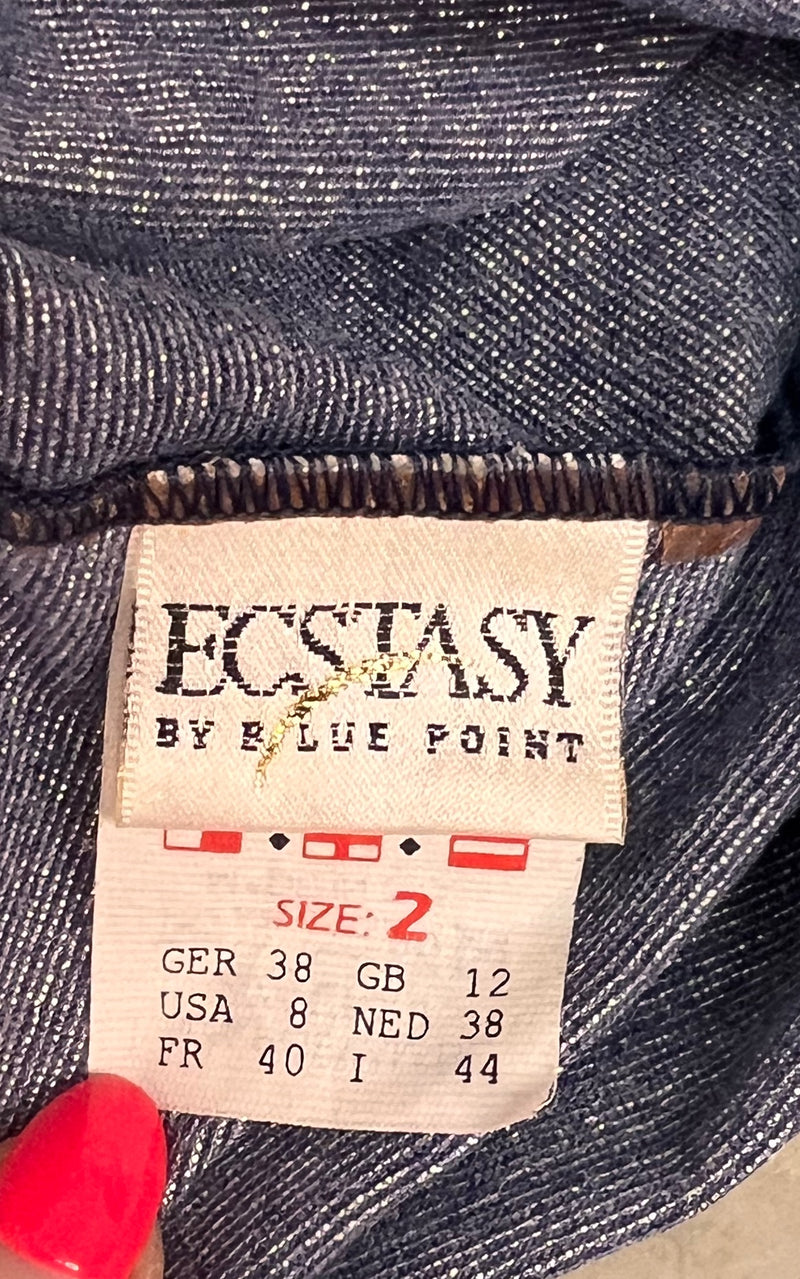 ECSTASY
BY BLUE POINT
SIZE: 2
GER 38 GB 12
USA 8 NED 38
FR 40 I 44